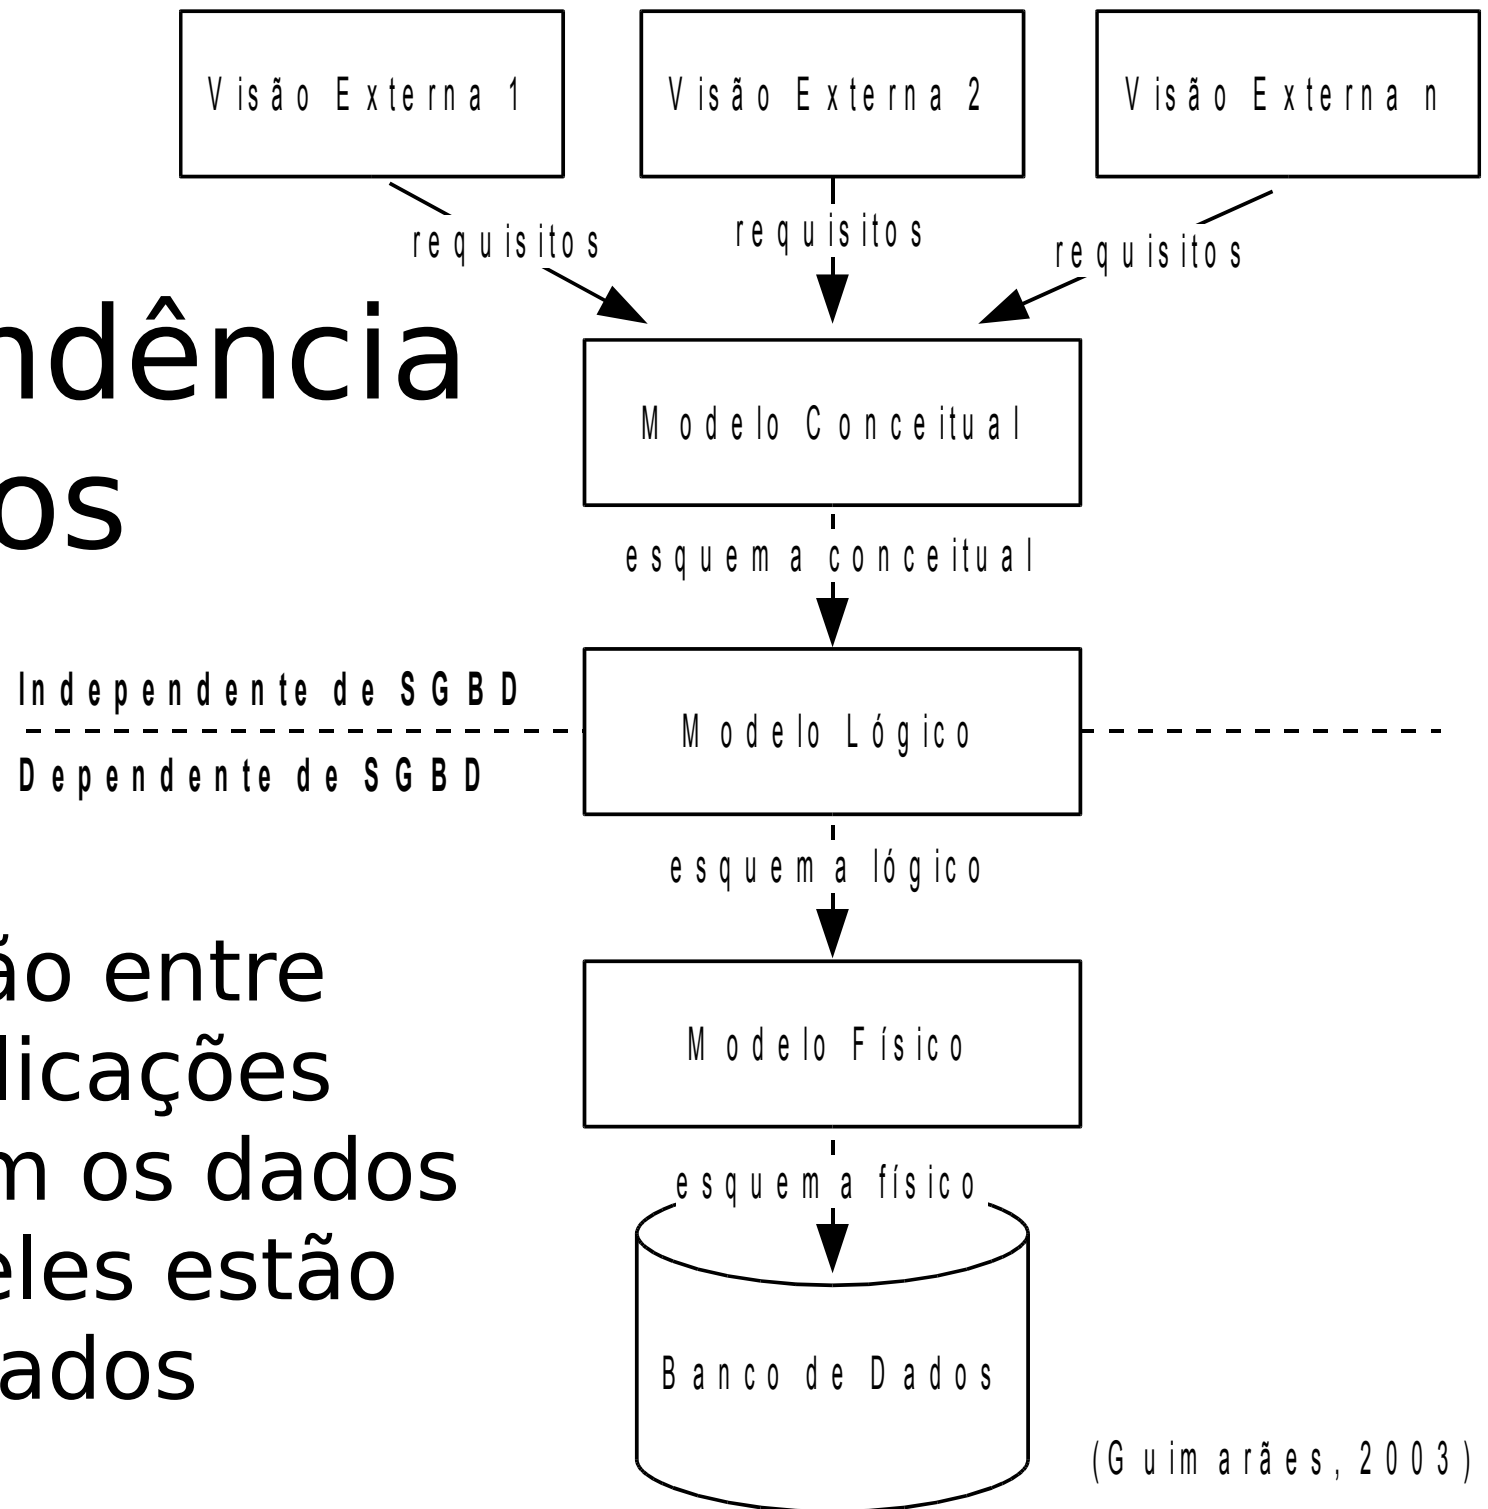 Visão Externa 1
Visão Externa 2
Visão Externa n
requisitos
requisitos
requisitos
ndência
os
Modelo Conceitual
esquema conceitual
Independente de SGBD
Modelo Lógico
Dependente de SGBD
esquema lógico
ão entre
licações
m os dados
eles estão
ados
Modelo Físico
esquema físico
Banco de Dados
(Guimarães, 2003)